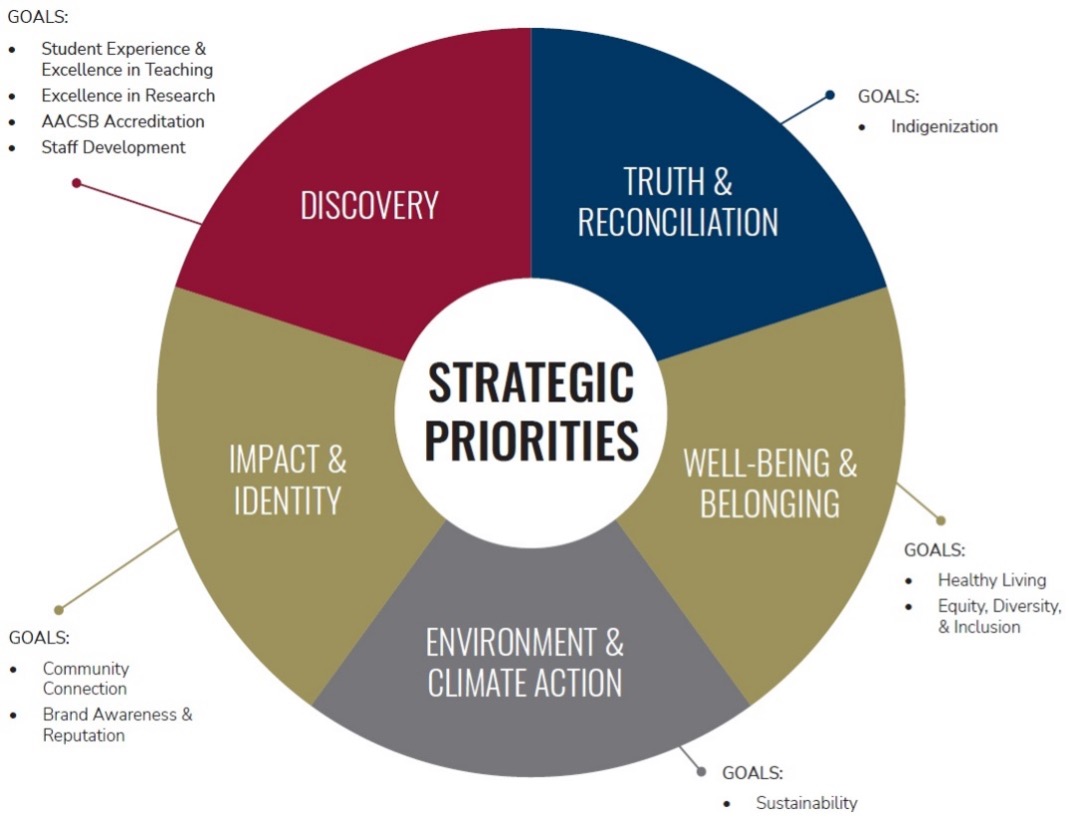 GOALS:
• Student Experience &
Excellence in Teaching
• Excellence in Research
• AACSB Accreditation
• Staff Development
DISCOVERY
TRUTH &
RECONCILIATION
GOALS:
• Indigenization
STRATEGIC
PRIORITIES
IMPACT &
IDENTITY
WELL-BEING &
BELONGING
GOALS:
• Healthy Living
• Equity, Diversity,
& Inclusion
GOALS:
• Community
Connection
• Brand Awareness &
Reputation
ENVIRONMENT &
CLIMATE ACTION
GOALS:
• Sustainability